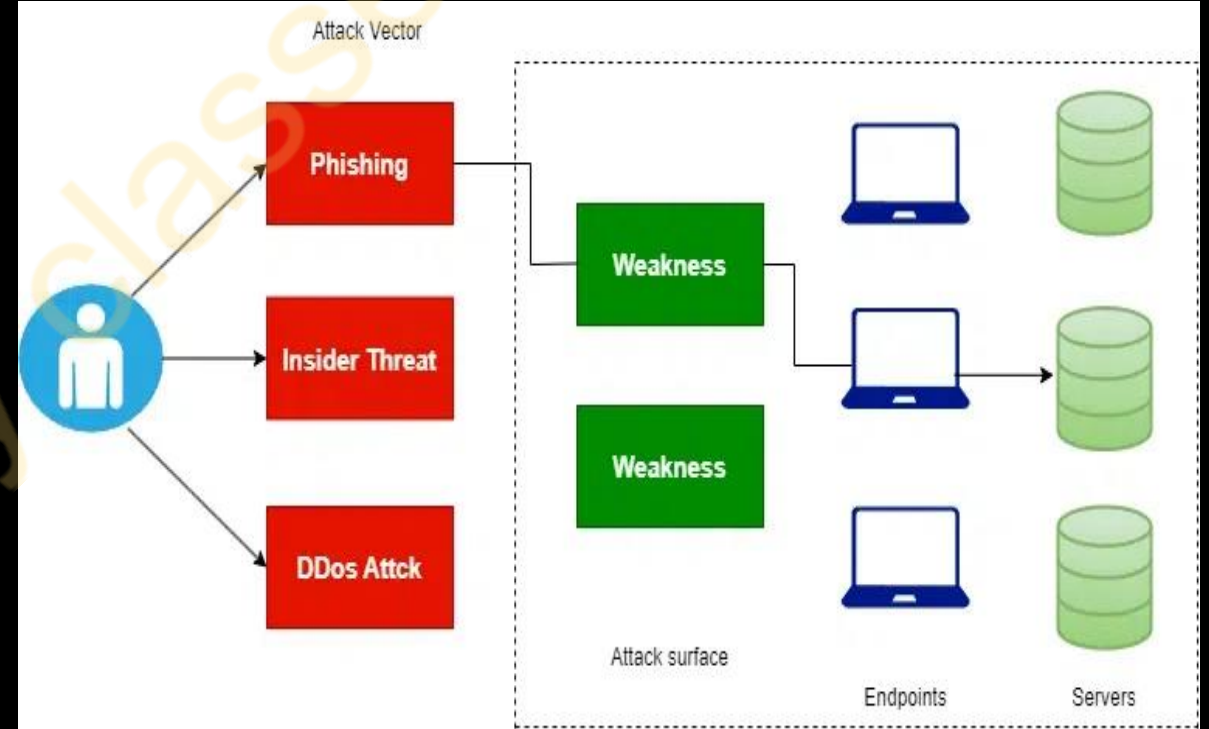 Attack Vector
Phishing
Weakness
Insider Threat
Weakness
DDos Attck
Attack surface
Endpoints
Servers